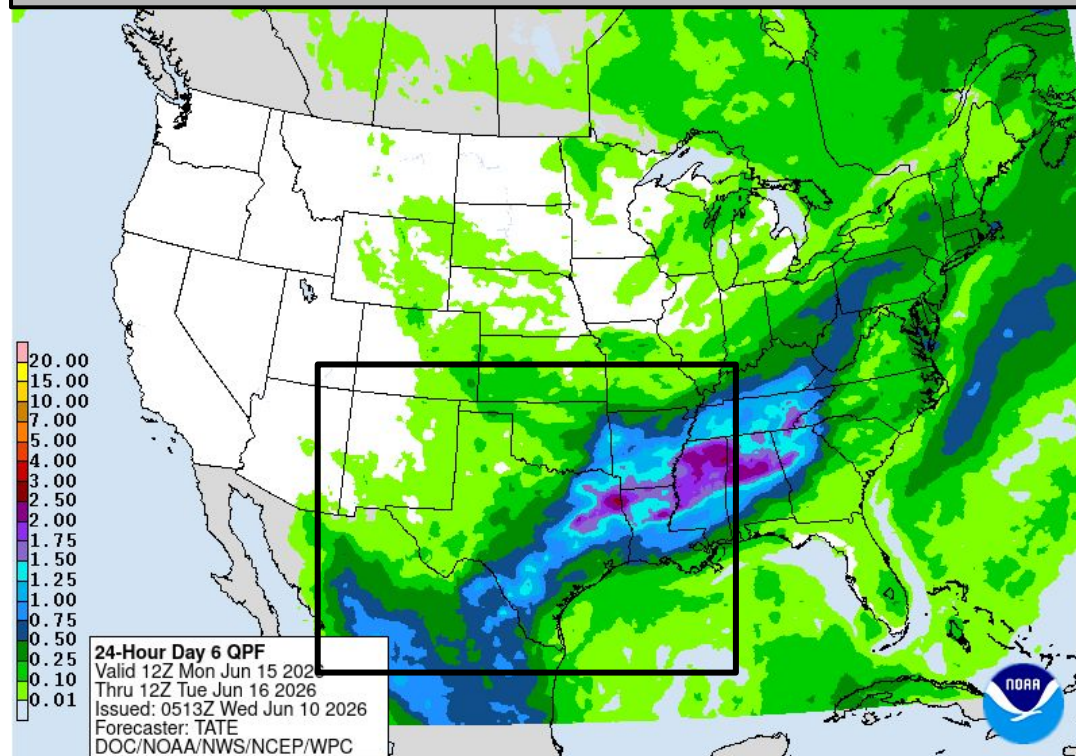 20.00
15.00
10.00
7.00
5.00
4.00
3.00
2.50
2.00
1.75
1.50
1.25
1.00
0.75
0.50
0.25
0.10
0.01
24-Hour Day 6 QPF
Valid 12Z Mon Jun 15 2026
Thru 12Z Tue Jun 16 2026
Issued: 0513Z Wed Jun 10 2026
Forecaster: TATE
DOC/NOAA/NWS/NCEP/WPC
NOAA